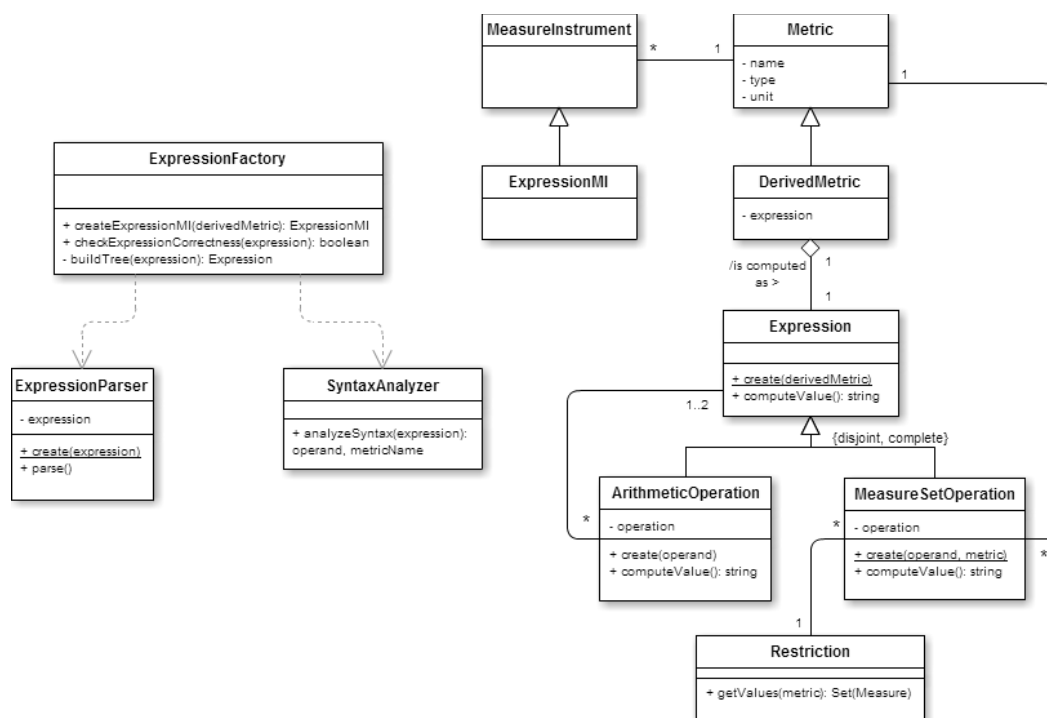 MeasureInstrument
Metric
- name
- type
- unit
*
1
1
ExpressionFactory
+ createExpressionMI(derivedMetric): ExpressionMI
+ checkExpressionCorrectness(expression): boolean
- buildTree(expression): Expression
ExpressionMI
DerivedMetric
- expression
/is computed
as >
1
1
ExpressionParser
- expression
+ create(expression)
+ parse()
SyntaxAnalyzer
+ analyzeSyntax(expression):
operand, metricName
Expression
+ create(derivedMetric)
+ computeValue(): string
1..2
{disjoint, complete}
ArithmeticOperation
- operation
+ create(operand)
+ computeValue(): string
*
MeasureSetOperation
- operation
+ create(operand, metric)
+ computeValue(): string
*
*
1
Restriction
+ getValues(metric): Set(Measure)